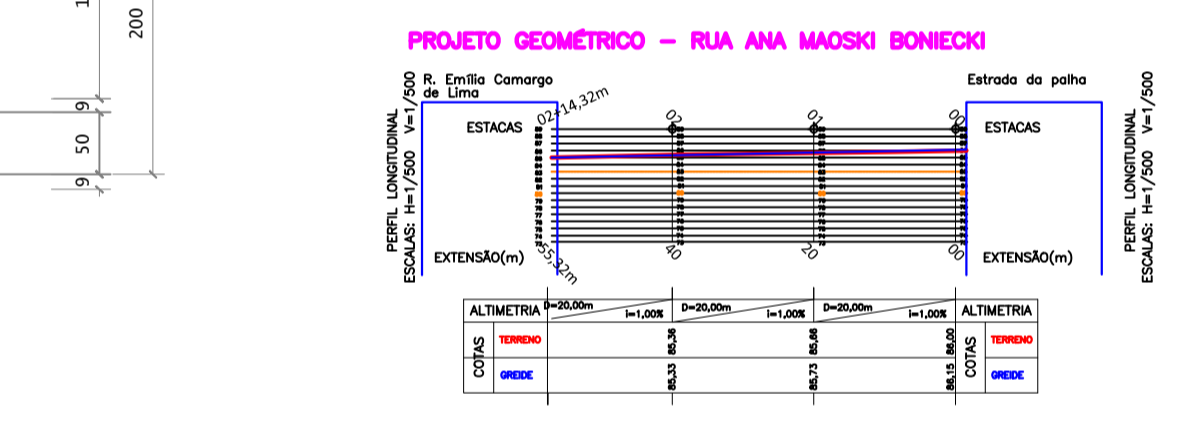 1
200
9
50
9
PROJETO GEOMÉTRICO – RUA ANA MAOSKI BONIECKI
PERFIL LONGITUDINAL
ESCALAS: H=1/500 V=1/500
R. Emília Camargo
de Lima
Estrada da palha
PERFIL LONGITUDINAL
ESCALAS: H=1/500 V=1/500
ESTACAS
02+14,32m
02
01
00
ESTACAS
EXTENSÃO(m)
55,32m
40
20
00
EXTENSÃO(m)
ALTIMETRIA
D=20,00m
i=1,00%
D=20,00m
i=1,00%
D=20,00m
i=1,00%
ALTIMETRIA
COTAS
TERRENO
85,36
85,66
86,00
COTAS
TERRENO
GREIDE
85,33
85,73
86,15
GREIDE